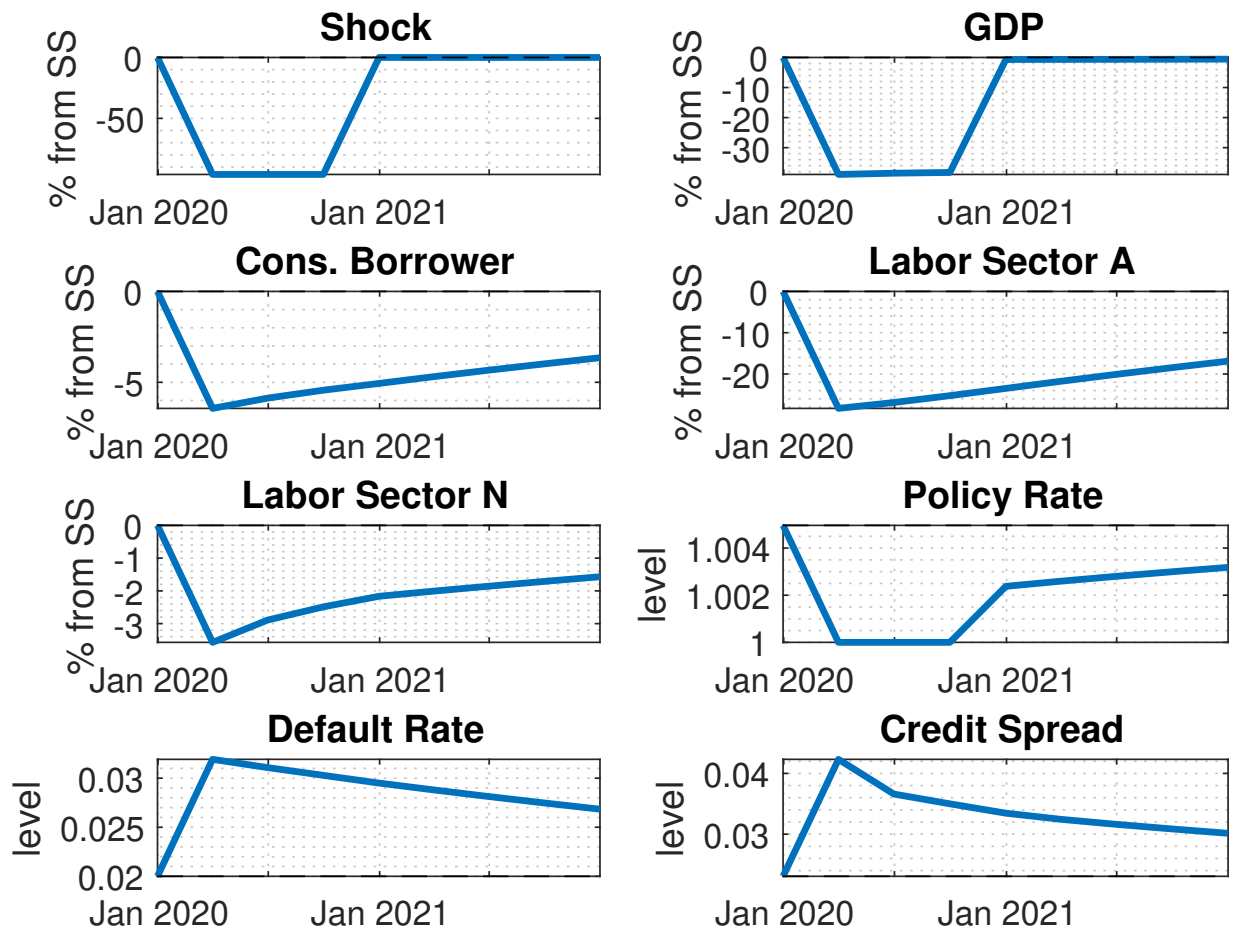 Shock
% from SS
0
-50
Jan 2020
Jan 2021
GDP
% from SS
0
-10
-20
-30
Jan 2020
Jan 2021
Cons. Borrower
% from SS
0
-5
Jan 2020
Jan 2021
Labor Sector A
% from SS
0
-10
-20
Jan 2020
Jan 2021
Labor Sector N
% from SS
0
-1
-2
-3
Jan 2020
Jan 2021
Policy Rate
level
1.004
1.002
1
Jan 2020
Jan 2021
Default Rate
level
0.03
0.025
0.02
Jan 2020
Jan 2021
Credit Spread
level
0.04
0.03
Jan 2020
Jan 2021